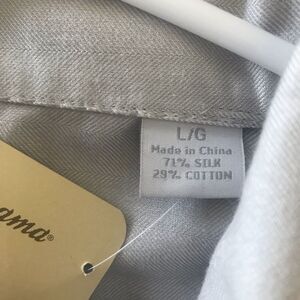 L/G
Made in China
71% SILK
29% COTTON